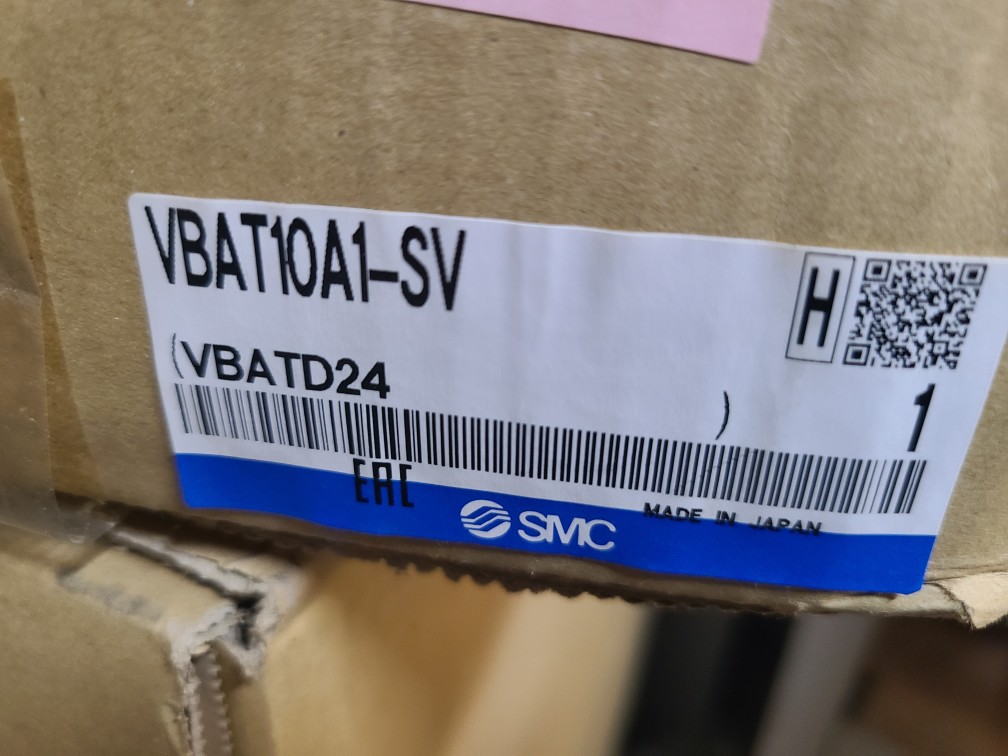 VBAT10A1-SV
H
(VBATD24 )
1
EAC
SMC
MADE IN JAPAN